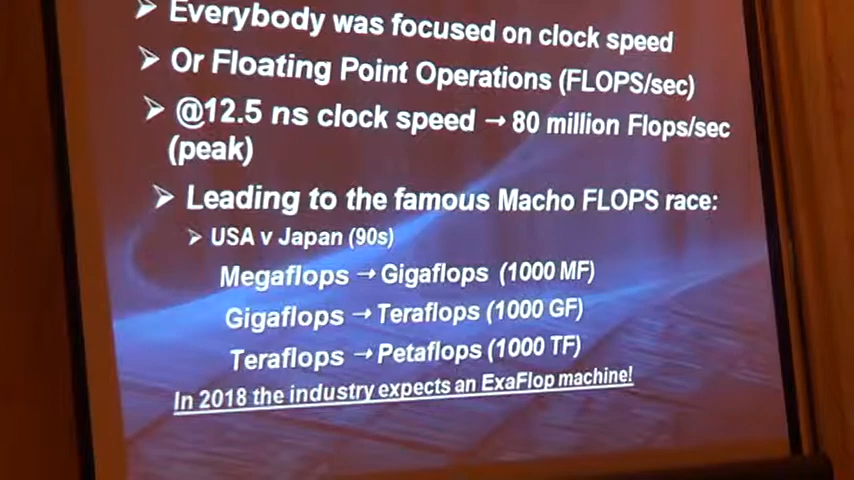 ➢ Everybody was focused on clock speed
➢ Or Floating Point Operations (FLOPS/sec)
➢ @12.5 ns clock speed → 80 million Flops/sec
(peak)
➢ Leading to the famous Macho FLOPS race:
➢ USA v Japan (90s)
Megaflops → Gigaflops (1000 MF)
Gigaflops → Teraflops (1000 GF)
Teraflops → Petaflops (1000 TF)
In 2018 the industry expects an ExaFlop machine!